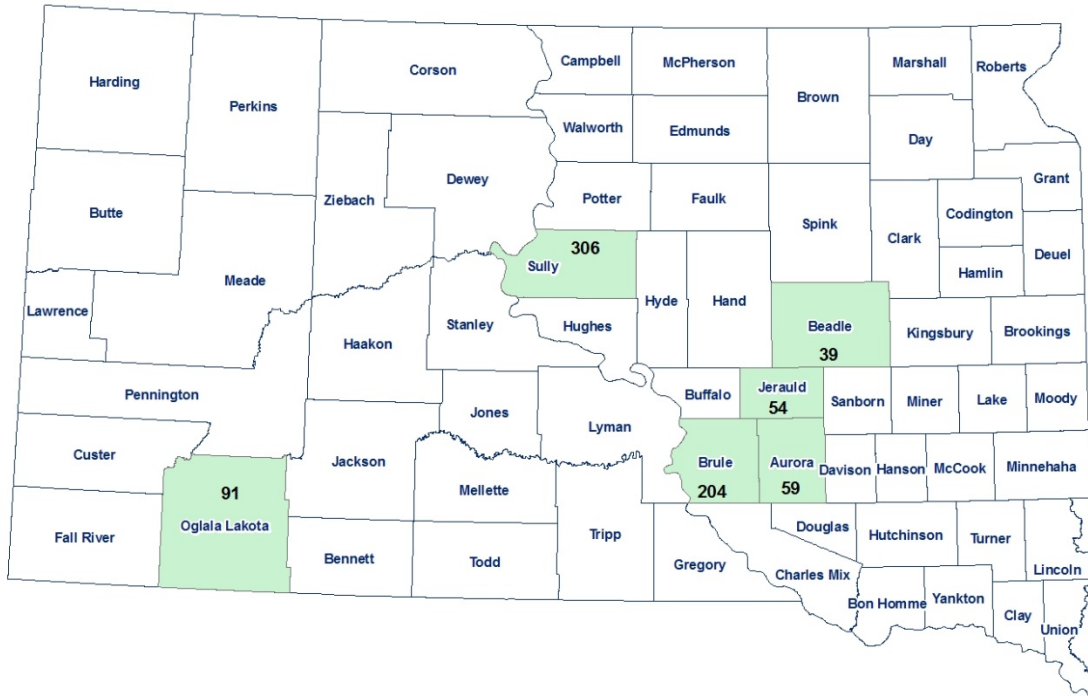 Harding
Perkins
Corson
Campbell
McPherson
Brown
Marshall
Roberts
Walworth
Edmunds
Day
Butte
Ziebach
Dewey
Potter
Faulk
Spink
Clark
Codington
Grant
Meade
Sully
306
Hyde
Hand
Hamlin
Deuel
Lawrence
Haakon
Stanley
Hughes
Beadle
39
Kingsbury
Brookings
Pennington
Jones
Lyman
Buffalo
Jerauld
54
Sanborn
Miner
Lake
Moody
Custer
91
Oglala Lakota
Jackson
Mellette
Brule
204
Aurora
59
Davison
Hanson
McCook
Minnehaha
Fall River
Bennett
Todd
Tripp
Gregory
Douglas
Charles Mix
Hutchinson
Turner
Lincoln
Bon Homme
Yankton
Clay
Union